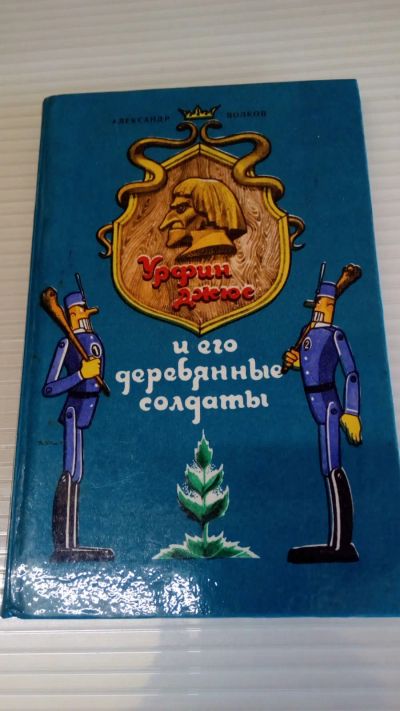 АЛЕКСАНДР ВОЛКОВ
Урфин
Джюс
и его
деревянные
солдаты